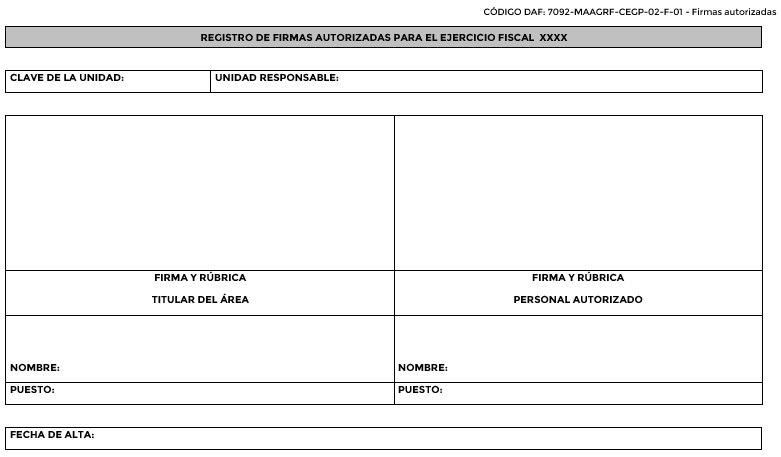 CÓDIGO DAF: 7092-MAAGRF-CEGP-02-F-01 - Firmas autorizadas
REGISTRO DE FIRMAS AUTORIZADAS PARA EL EJERCICIO FISCAL  XXXX
CLAVE DE LA UNIDAD: UNIDAD RESPONSABLE:
FIRMA Y RÚBRICA FIRMA Y RÚBRICA
TITULAR DEL ÁREA PERSONAL AUTORIZADO
NOMBRE: NOMBRE:
PUESTO: PUESTO:
FECHA DE ALTA: